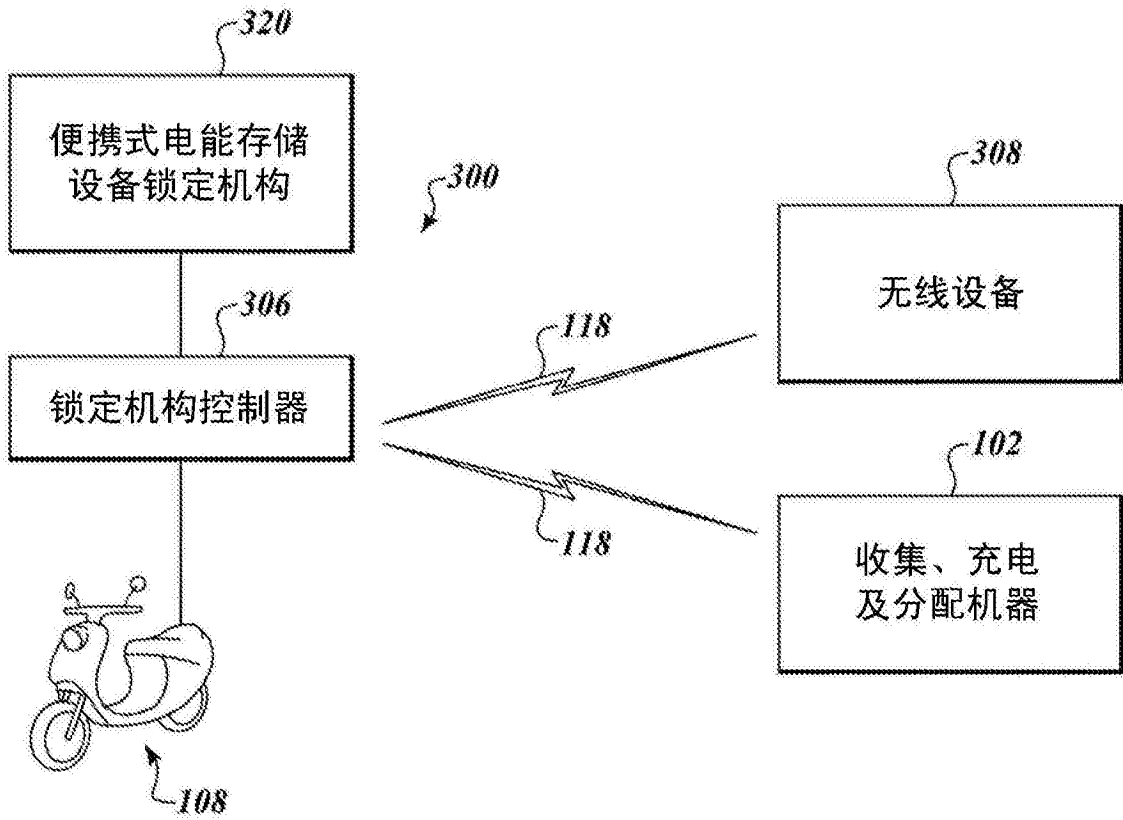 320
便携式电能存储
设备锁定机构
300
308
无线设备
306
锁定机构控制器
118
118
102
收集、充电
及分配机器
108